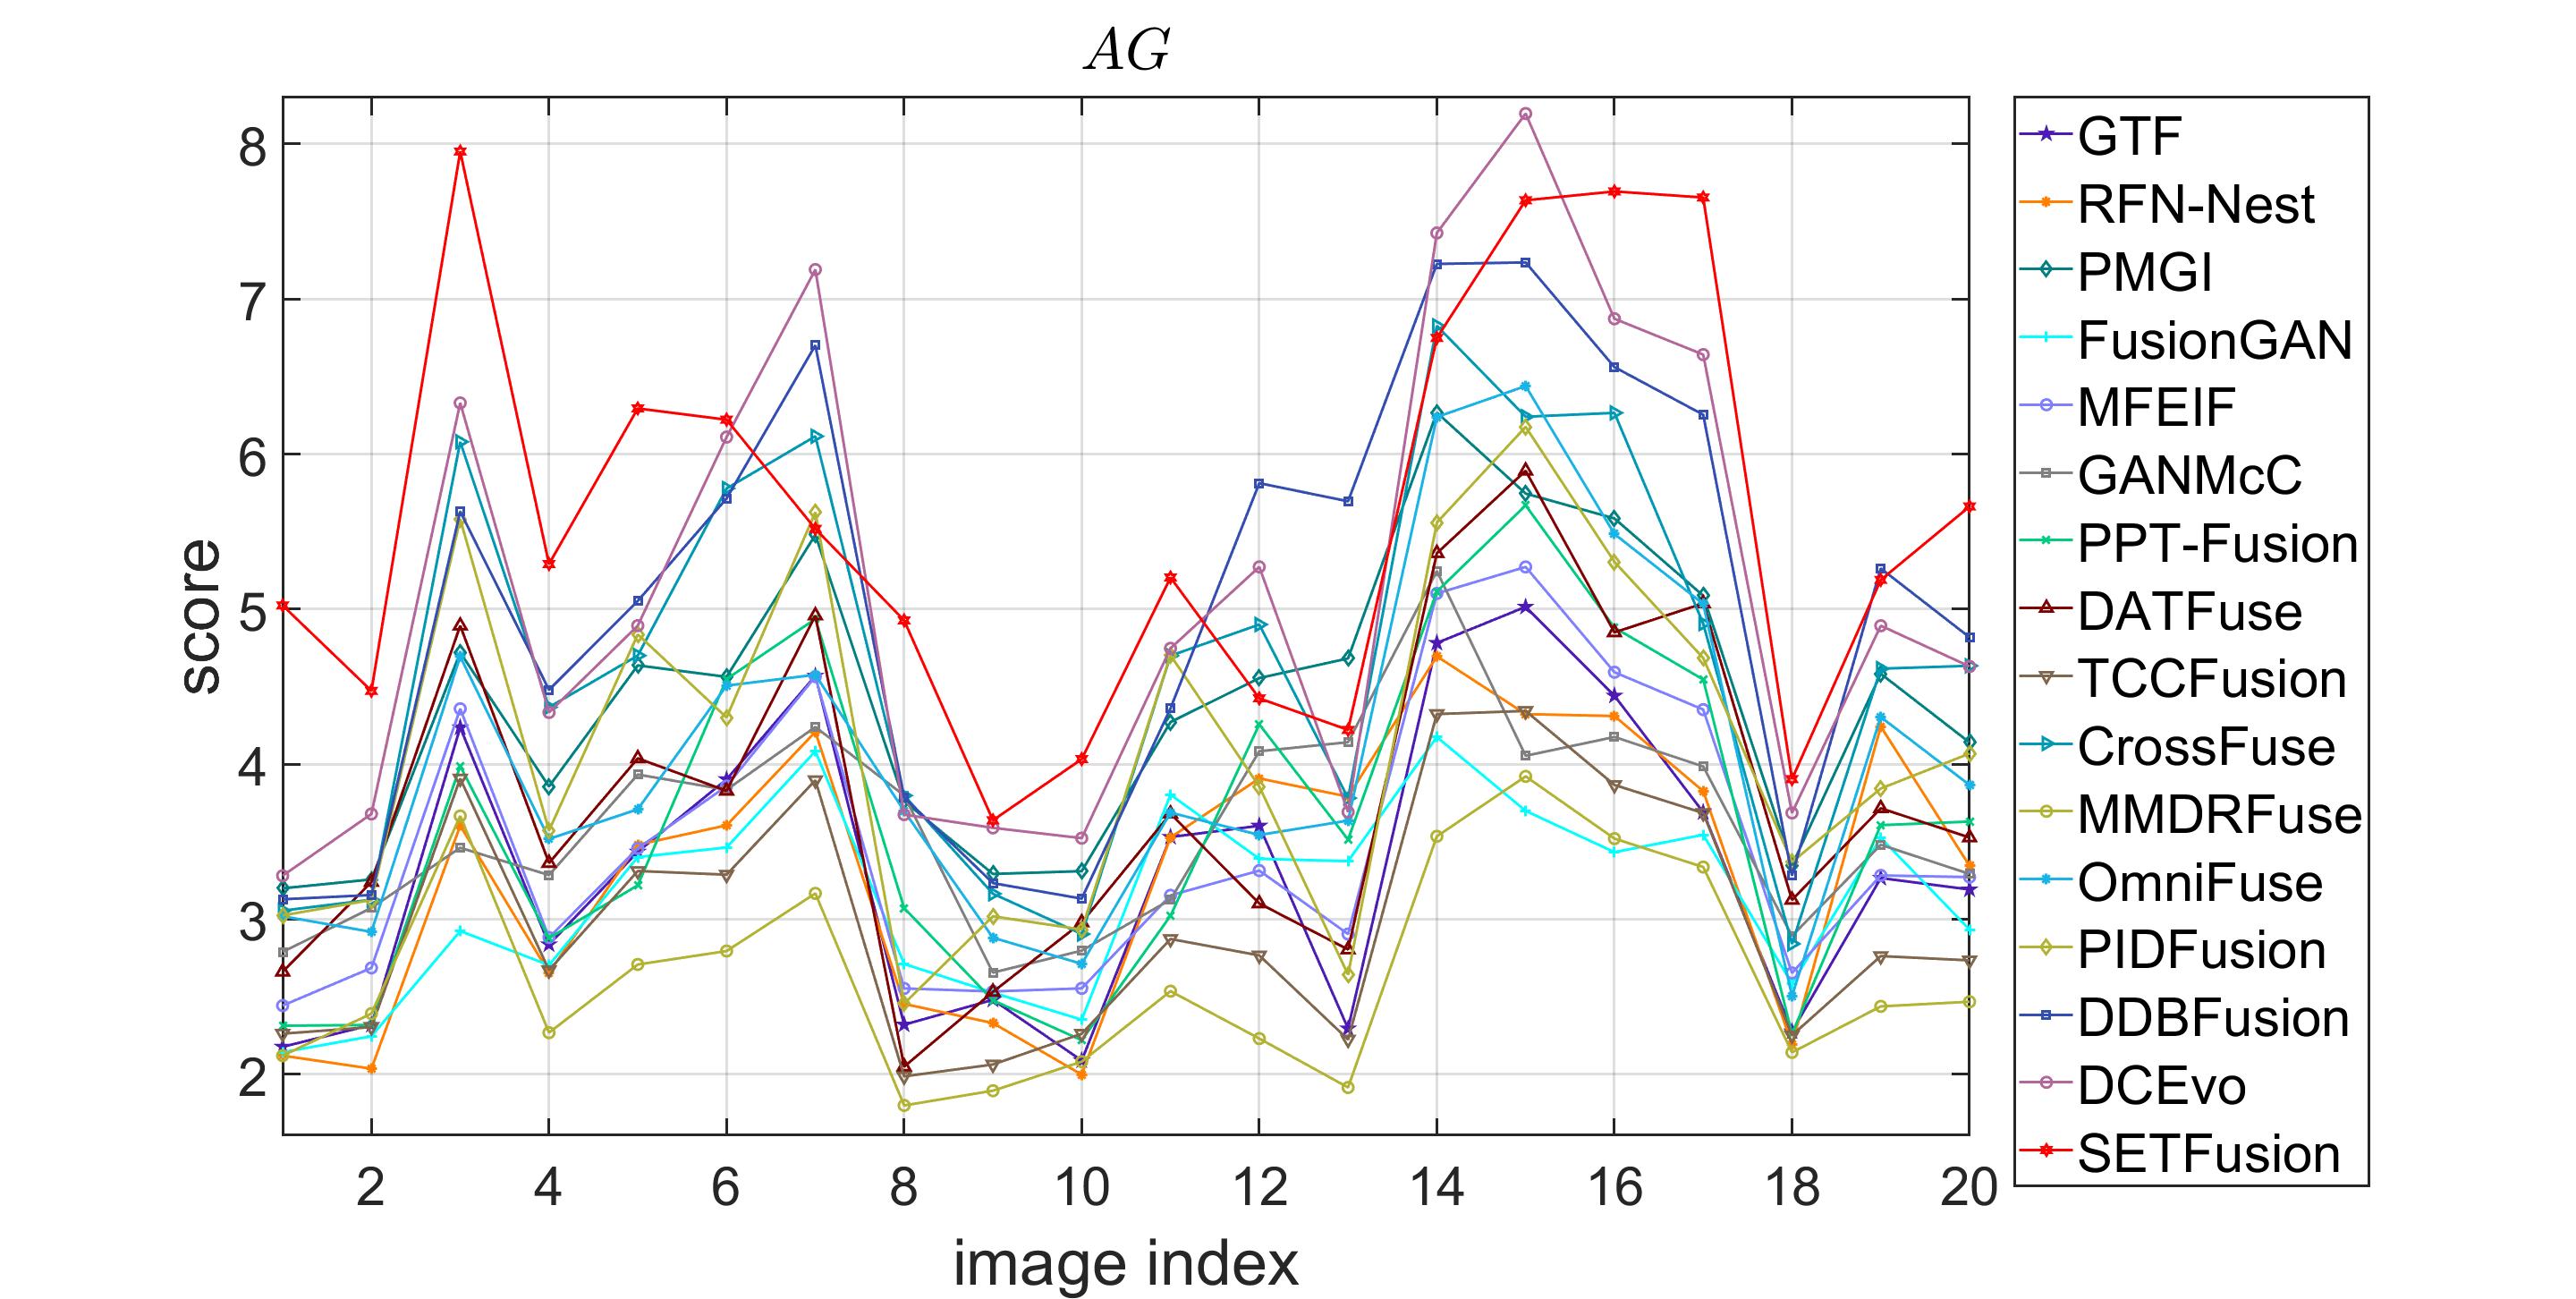 AG
8
7
6
5
4
3
2
score
2 4 6 8 10 12 14 16 18 20
image index
GTF
RFN-Nest
PMGI
FusionGAN
MFEIF
GANMcC
PPT-Fusion
DATFuse
TCCFusion
CrossFuse
MMDRFuse
OmniFuse
PIDFusion
DDBFusion
DCEvo
SETFusion